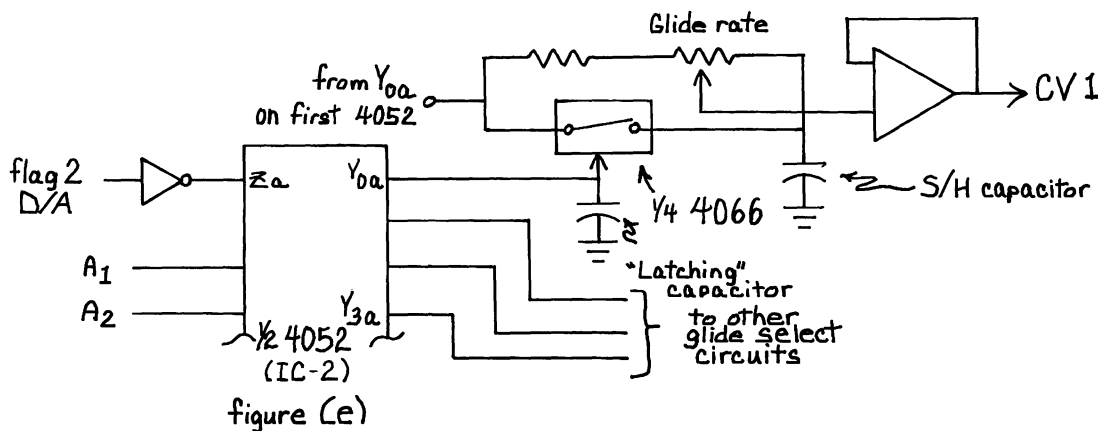 Glide rate
from Y0a
on first 4052
CV 1
flag 2
D/A
Za
Y0a
1/4 4066
S/H capacitor
A1
A2
Y3a
1/2 4052
(IC-2)
"Latching"
capacitor
to other
glide select
circuits
figure (e)